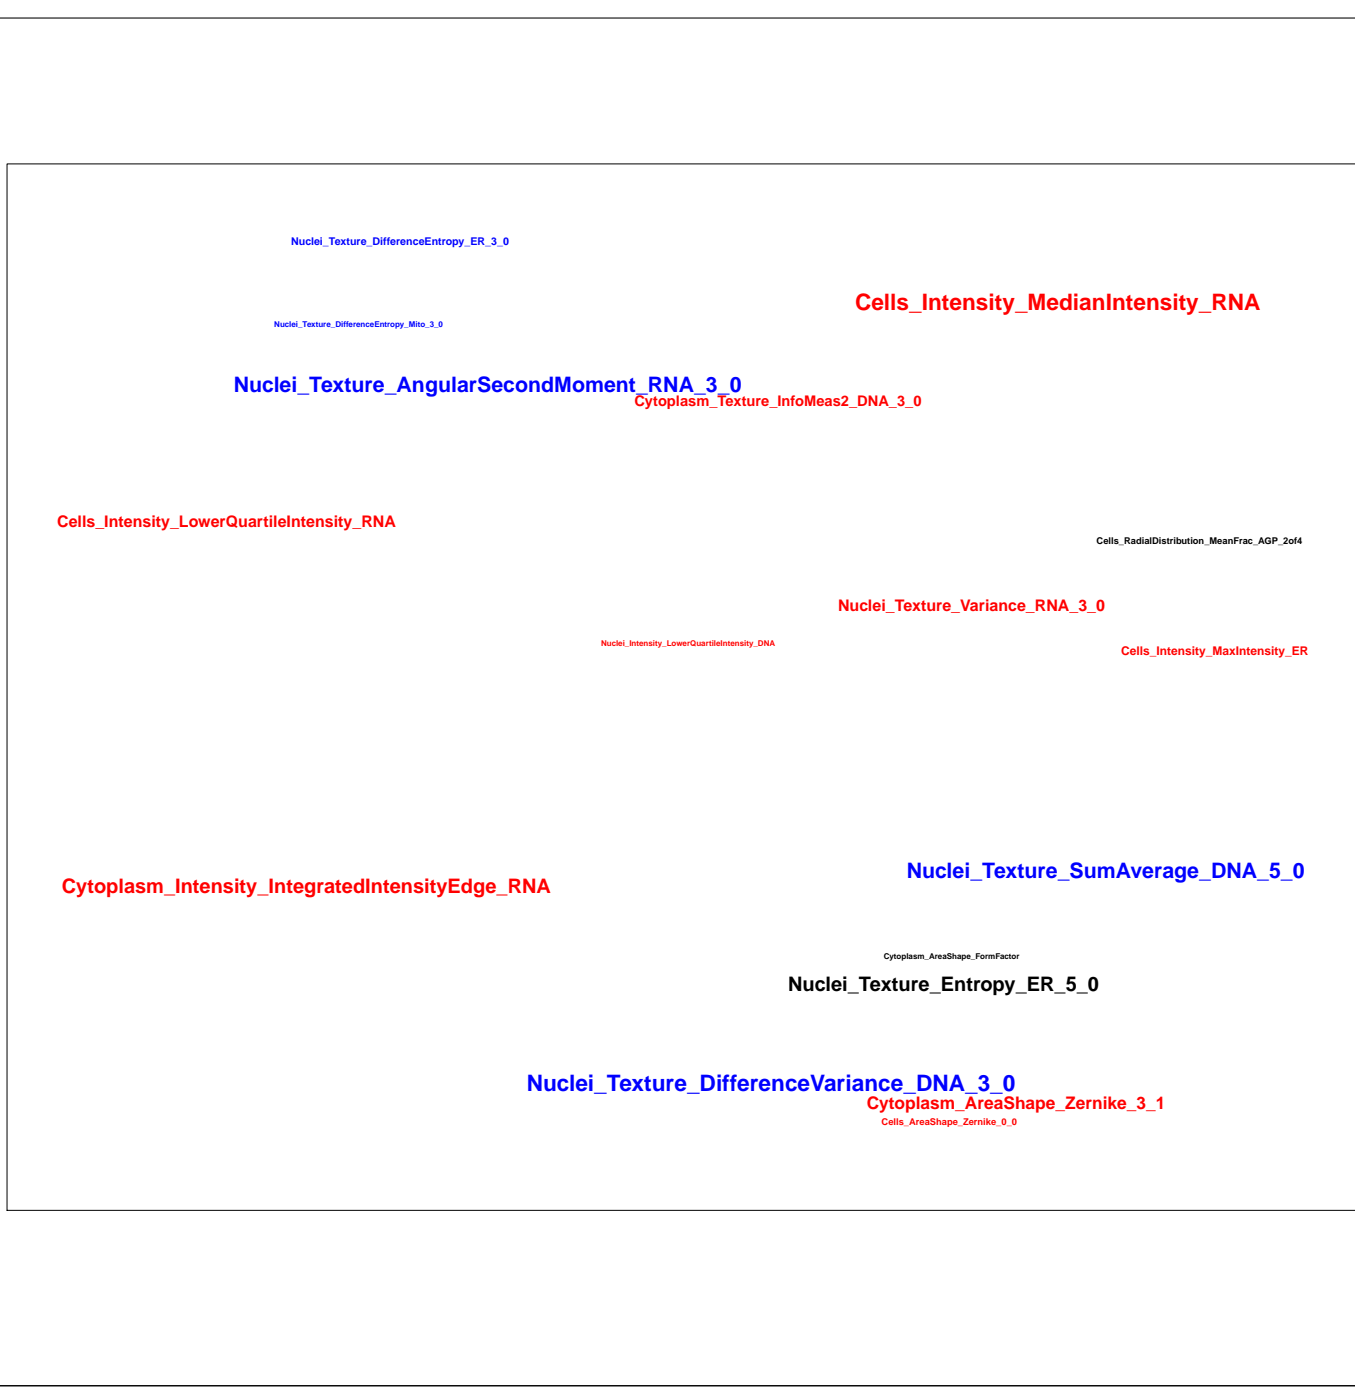 Nuclei_Texture_DifferenceEntropy_ER_3_0
Cells_Intensity_MedianIntensity_RNA
Nuclei_Texture_DifferenceEntropy_Mito_3_0
Nuclei_Texture_AngularSecondMoment_RNA_3_0
Cytoplasm_Texture_InfoMeas2_DNA_3_0
Cells_Intensity_LowerQuartileIntensity_RNA
Cells_RadialDistribution_MeanFrac_AGP_2of4
Nuclei_Texture_Variance_RNA_3_0
Nuclei_Intensity_LowerQuartileIntensity_DNA
Cells_Intensity_MaxIntensity_ER
Nuclei_Texture_SumAverage_DNA_5_0
Cytoplasm_Intensity_IntegratedIntensityEdge_RNA
Cytoplasm_AreaShape_FormFactor
Nuclei_Texture_Entropy_ER_5_0
Nuclei_Texture_DifferenceVariance_DNA_3_0
Cytoplasm_AreaShape_Zernike_3_1
Cells_AreaShape_Zernike_0_0